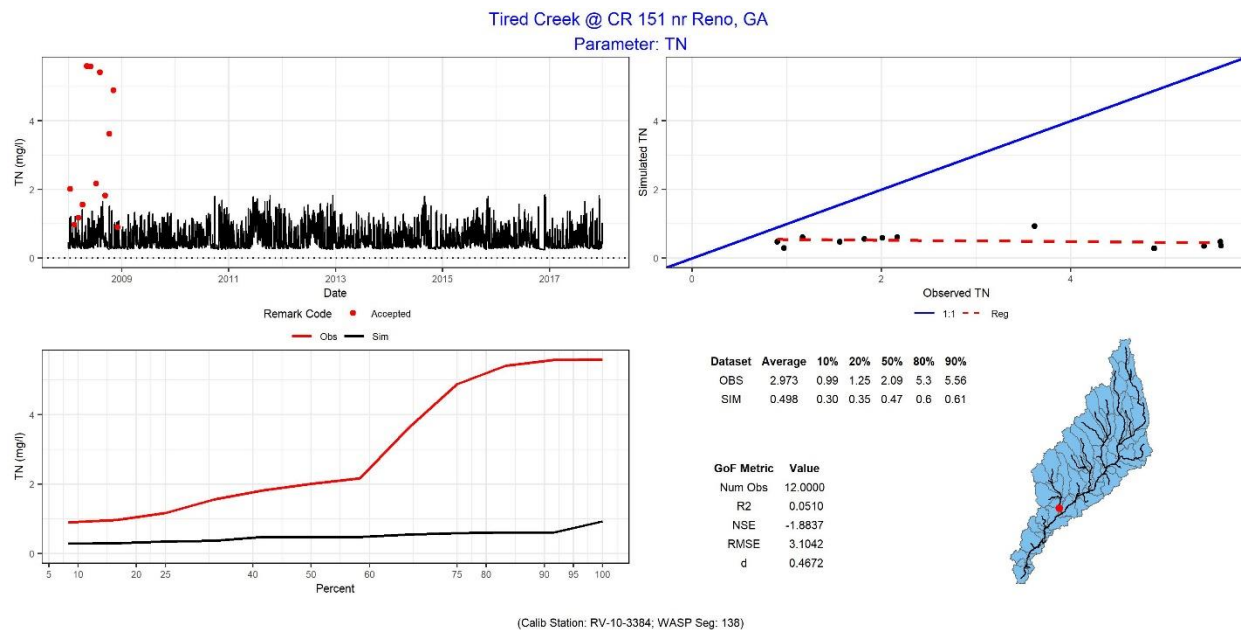 Tired Creek @ CR 151 nr Reno, GA
Parameter: TN
TN (mg/l)
4
2
0
2009
2011
2013
2015
2017
Date
Remark Code
Accepted
Simulated TN
4
2
0
0
2
4
Observed TN
1:1
Reg
Obs
Sim
TN (mg/l)
4
2
0
5
10
20
25
40
50
60
75
80
90
95
100
Percent
Dataset Average 10% 20% 50% 80% 90%
OBS 2.973 0.99 1.25 2.09 5.3 5.56
SIM 0.498 0.30 0.35 0.47 0.6 0.61
GoF Metric Value
Num Obs 12.0000
R2 0.0510
NSE -1.8837
RMSE 3.1042
d 0.4672
(Calib Station: RV-10-3384; WASP Seg: 138)